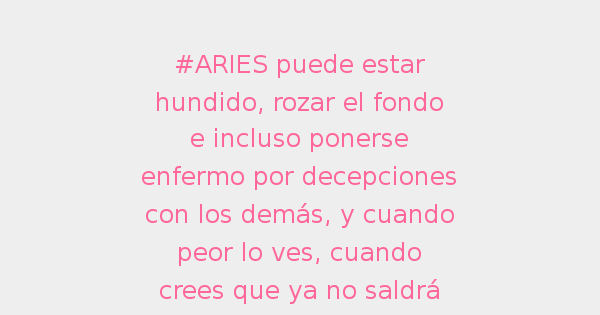 #ARIES puede estar
hundido, rozar el fondo
e incluso ponerse
enfermo por decepciones
con los demás, y cuando
peor lo ves, cuando
crees que ya no saldrá